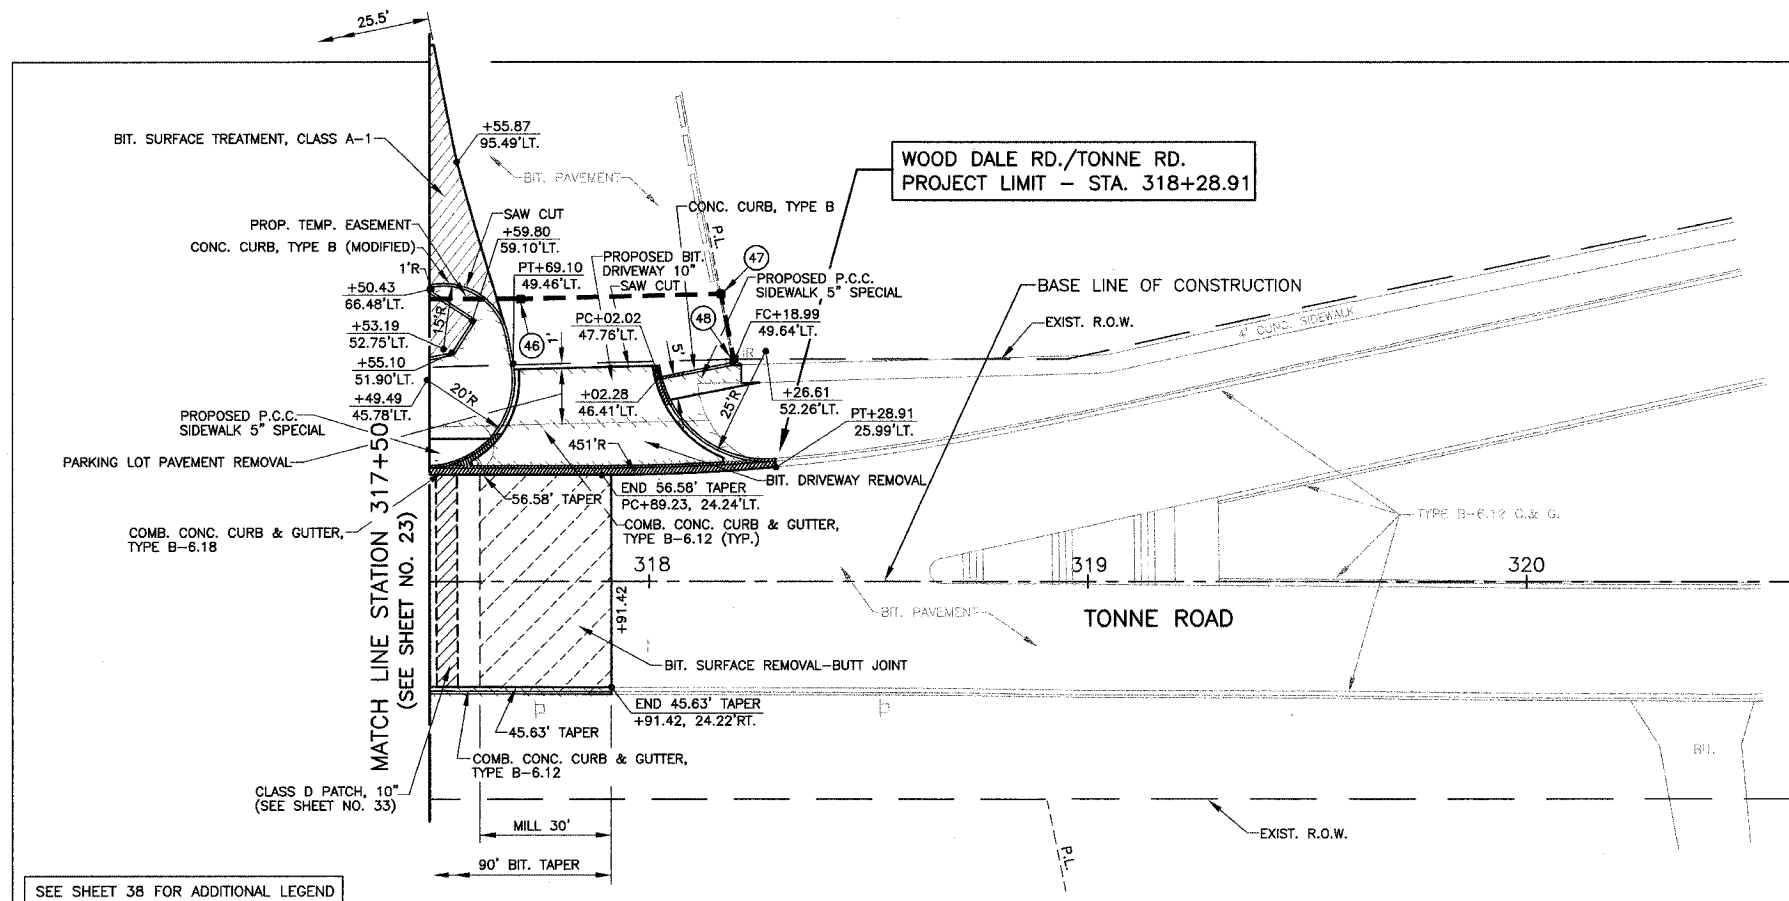 25.5'
BIT. SURFACE TREATMENT, CLASS A-1
+55.87
95.49'LT.
BIT. PAVEMENT
WOOD DALE RD./TONNE RD.
PROJECT LIMIT - STA. 318+28.91
PROP. TEMP. EASEMENT
CONC. CURB, TYPE B (MODIFIED)
1'R
SAW CUT
+59.80
59.10'LT.
CONC. CURB, TYPE B
P.L.
PT+69.10
49.46'LT.
PROPOSED BIT.
DRIVEWAY 10"
SAW CUT
47
PROPOSED P.C.C.
SIDEWALK 5" SPECIAL
BASE LINE OF CONSTRUCTION
+50.43
66.48'LT.
15'R
PC+02.02
47.76'LT.
48
FC+18.99
49.64'LT.
EXIST. R.O.W.
4' CONC. SIDEWALK
+53.19
52.75'LT.
46
1'
5'
IR
+55.10
51.90'LT.
20'R
+02.28
46.41'LT.
25'R
+26.61
52.26'LT.
+49.49
45.78'LT.
PROPOSED P.C.C.
SIDEWALK 5" SPECIAL
PT+28.91
25.99'LT.
451'R
PARKING LOT PAVEMENT REMOVAL
BIT. DRIVEWAY REMOVAL
56.58' TAPER
END 56.58' TAPER
PC+89.23, 24.24'LT.
COMB. CONC. CURB & GUTTER,
TYPE B-6.18
COMB. CONC. CURB & GUTTER,
TYPE B-6.12 (TYP.)
TYPE B-6.12 C.& G.
MATCH LINE STATION 317+50
(SEE SHEET NO. 23)
318
319
320
+91.42
BIT. PAVEMENT
TONNE ROAD
BIT. SURFACE REMOVAL-BUTT JOINT
END 45.63' TAPER
+91.42, 24.22'RT.
45.63' TAPER
COMB. CONC. CURB & GUTTER,
TYPE B-6.12
BIT.
CLASS D PATCH, 10"
(SEE SHEET NO. 33)
MILL 30'
EXIST. R.O.W.
P.L.
90' BIT. TAPER
SEE SHEET 38 FOR ADDITIONAL LEGEND